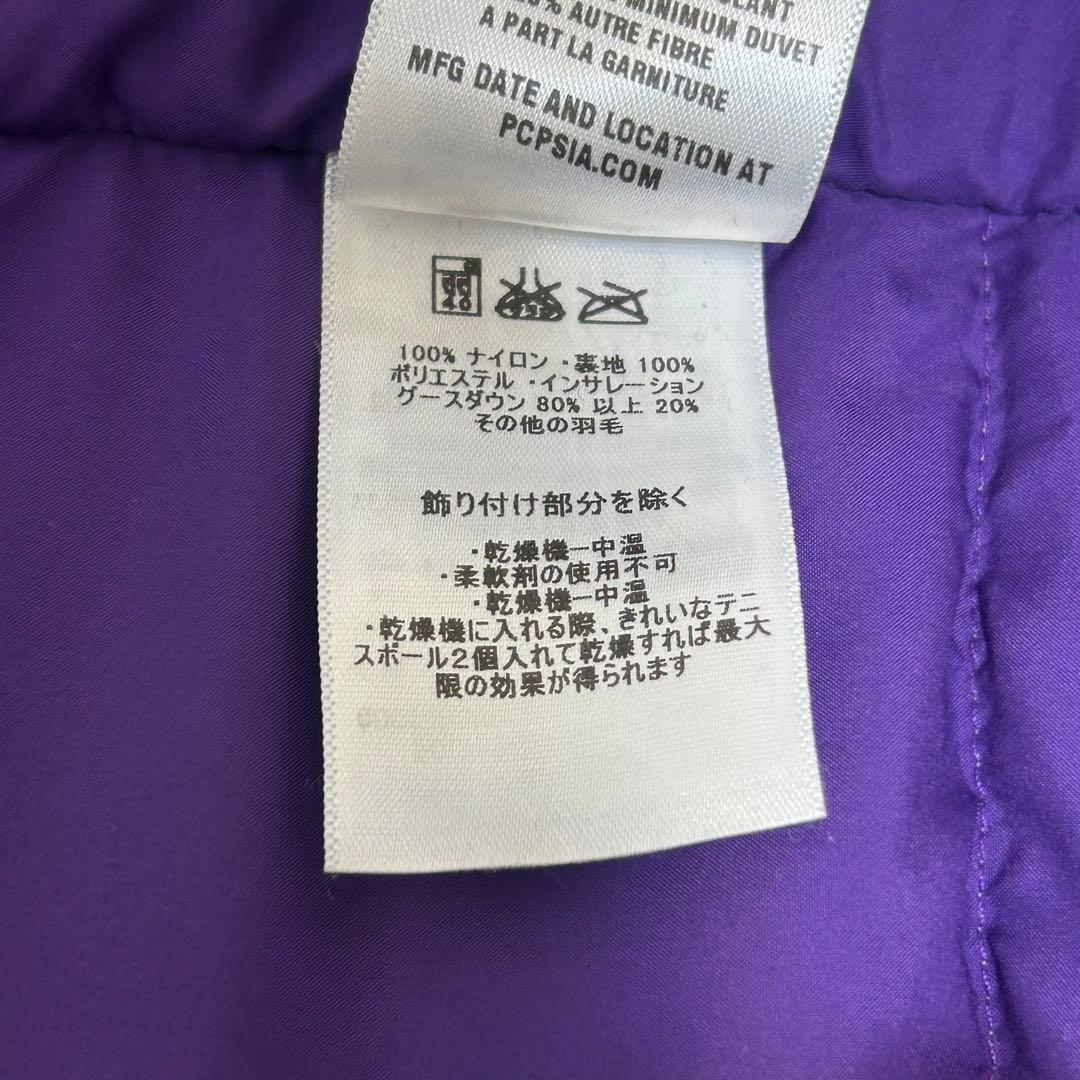 MINIMUM DUVET
% AUTRE FIBRE
A PART LA GARNITURE
MFG DATE AND LOCATION AT
PCPSIA.COM
40
100% ナイロン ・裏地 100%
ポリエステル ・インサレーション
グースダウン 80% 以上 20%
その他の羽毛
飾り付け部分を除く
・乾燥機ー中温
・柔軟剤の使用不可
・乾燥機ー中温
・乾燥機に入れる際、きれいなテニ
スボール2個入れて乾燥すれば最大
限の効果が得られます